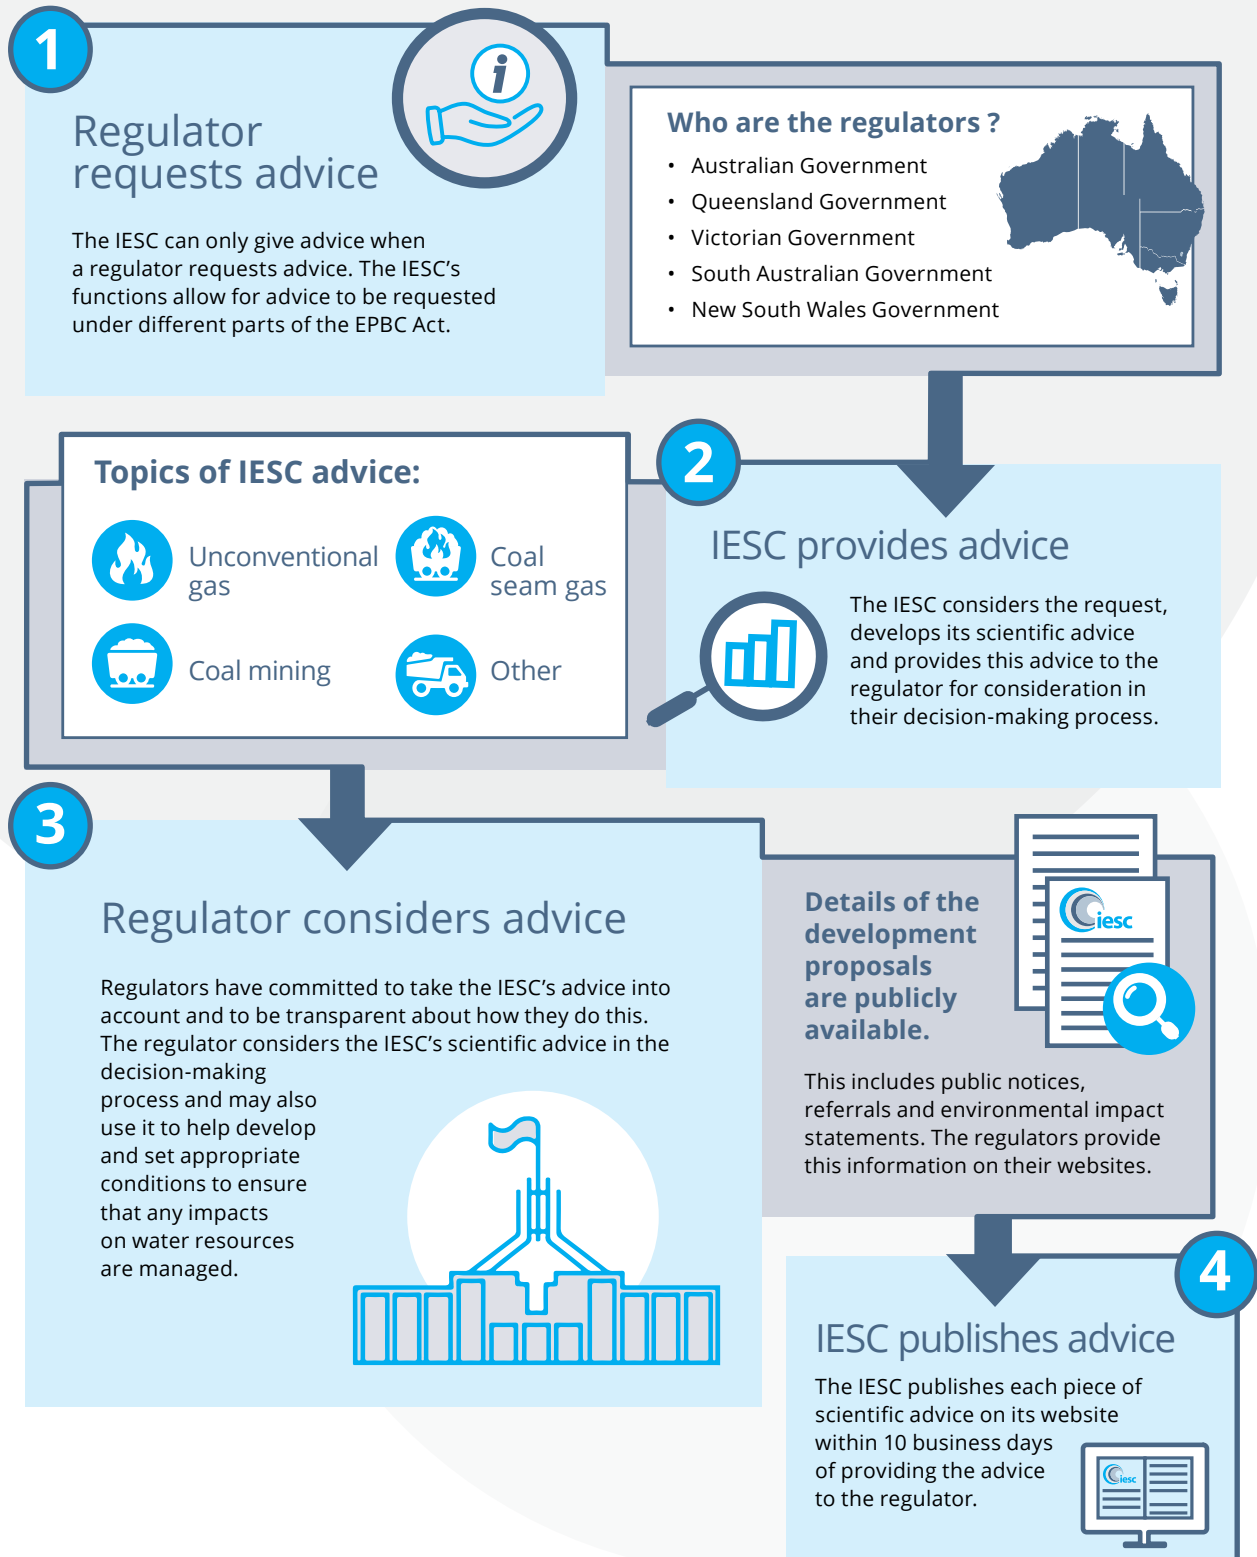 1
Regulator
requests advice
The IESC can only give advice when
a regulator requests advice. The IESC’s
functions allow for advice to be requested
under different parts of the EPBC Act.
i
Who are the regulators ?
• Australian Government
• Queensland Government
• Victorian Government
• South Australian Government
• New South Wales Government
2
IESC provides advice
The IESC considers the request,
develops its scientific advice
and provides this advice to the
regulator for consideration in
their decision-making process.
Topics of IESC advice:
Unconventional
gas
Coal
seam gas
Coal mining
Other
3
Regulator considers advice
Regulators have committed to take the IESC’s advice into
account and to be transparent about how they do this.
The regulator considers the IESC’s scientific advice in the
decision-making
process and may also
use it to help develop
and set appropriate
conditions to ensure
that any impacts
on water resources
are managed.
Details of the
development
proposals
are publicly
available.
iesc
This includes public notices,
referrals and environmental impact
statements. The regulators provide
this information on their websites.
4
IESC publishes advice
The IESC publishes each piece of
scientific advice on its website
within 10 business days
of providing the advice
to the regulator.
iesc